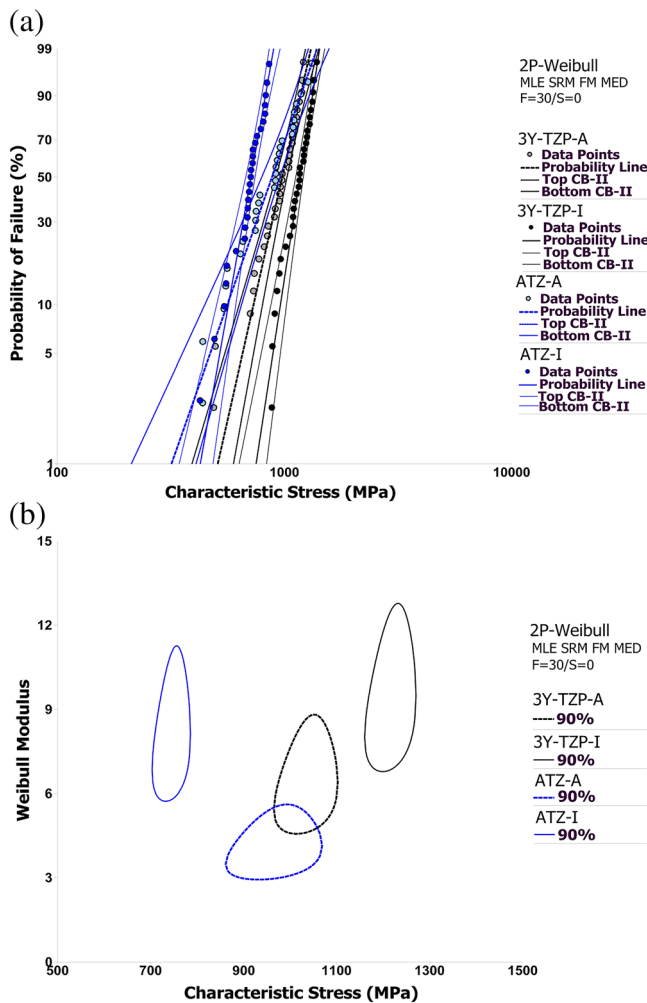 (a)
99
90
70
50
30
10
5
1
Probability of Failure (%)
100
1000
10000
Characteristic Stress (MPa)
2P-Weibull
MLE SRM FM MED
F=30/S=0
3Y-TZP-A
Data Points
Probability Line
Top CB-II
Bottom CB-II
3Y-TZP-I
Data Points
Probability Line
Top CB-II
Bottom CB-II
ATZ-A
Data Points
Probability Line
Top CB-II
Bottom CB-II
ATZ-I
Data Points
Probability Line
Top CB-II
Bottom CB-II
(b)
15
12
9
6
3
0
Weibull Modulus
500
700
900
1100
1300
1500
Characteristic Stress (MPa)
2P-Weibull
MLE SRM FM MED
F=30/S=0
3Y-TZP-A
90%
3Y-TZP-I
90%
ATZ-A
90%
ATZ-I
90%